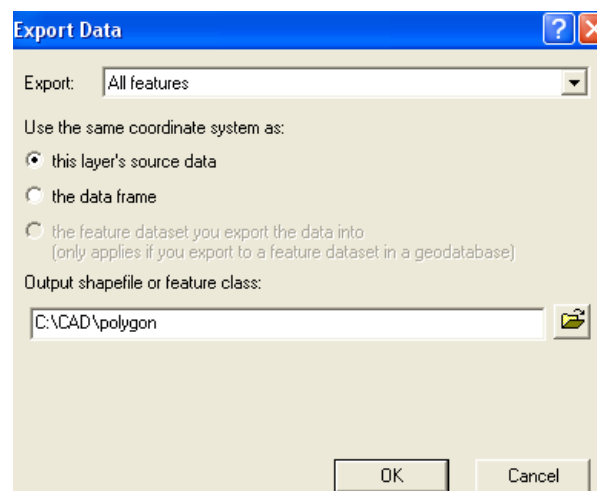 Export Data
Export: All features
Use the same coordinate system as:
this layer's source data
the data frame
the feature dataset you export the data into
(only applies if you export to a feature dataset in a geodatabase)
Output shapefile or feature class:
C:\CAD\polygon
OK Cancel